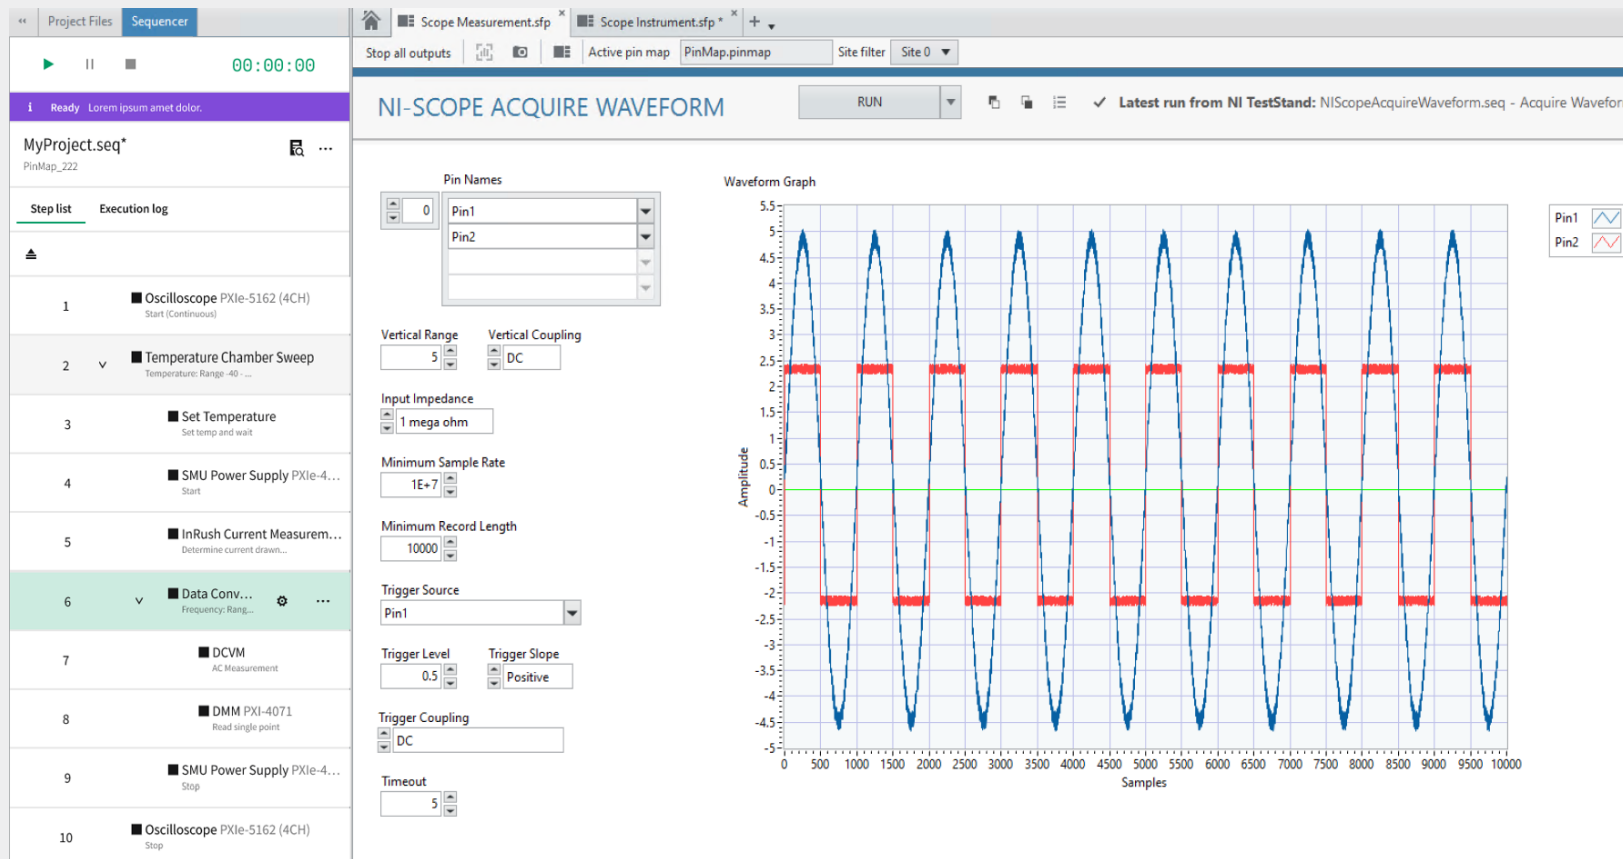 Project Files Sequencer
Scope Measurement.sfp Scope Instrument.sfp *
Stop all outputs Active pin map PinMap.pinmap Site filter Site 0
00:00:00
Ready Lorem ipsum amet dolor.
NI-SCOPE ACQUIRE WAVEFORM RUN Latest run from NI TestStand: NIScopeAcquireWaveform.seq - Acquire Wavefor
MyProject.seq*
PinMap_222
Step list Execution log
1 Oscilloscope PXIe-5162 (4CH)
Start (Continuous)
2 Temperature Chamber Sweep
Temperature: Range -40 - ...
3 Set Temperature
Set temp and wait
4 SMU Power Supply PXIe-4...
Start
5 InRush Current Measurem...
Determine current drawn...
6 Data Conv... ...
Frequency: Rang...
7 DCVM
AC Measurement
8 DMM PXI-4071
Read single point
9 SMU Power Supply PXIe-4...
Stop
10 Oscilloscope PXIe-5162 (4CH)
Stop
Pin Names
0 Pin1
Pin2
Vertical Range Vertical Coupling
5 DC
Input Impedance
1 mega ohm
Minimum Sample Rate
1E+7
Minimum Record Length
10000
Trigger Source
Pin1
Trigger Level Trigger Slope
0.5 Positive
Trigger Coupling
DC
Timeout
5
Waveform Graph
Pin1
Pin2
Amplitude
5.5
5
4.5
4
3.5
3
2.5
2
1.5
1
0.5
0
-0.5
-1
-1.5
-2
-2.5
-3
-3.5
-4
-4.5
-5
0 500 1000 1500 2000 2500 3000 3500 4000 4500 5000 5500 6000 6500 7000 7500 8000 8500 9000 9500 10000
Samples